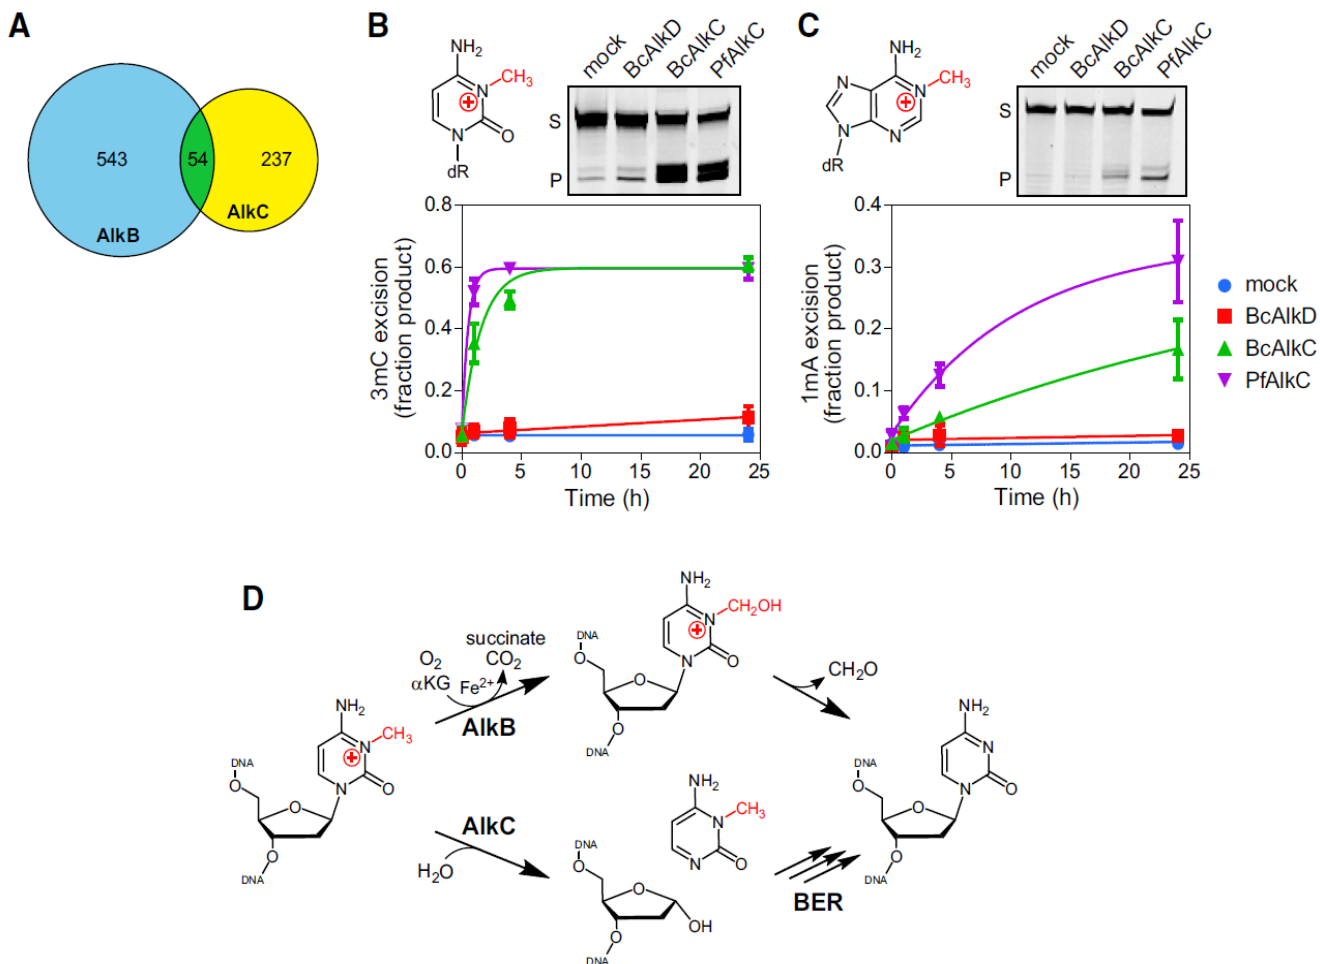 A
543
54
237
AlkC
AlkB
B
NH2
N
CH3
N
O
dR
mock
BcAlkD
BcAlkC
PfAlkC
S
P
3mC excision
(fraction product)
0.8
0.6
0.4
0.2
0.0
0 5 10 15 20 25
Time (h)
C
NH2
N
N
CH3
N
N
dR
mock
BcAlkD
BcAlkC
PfAlkC
S
P
1mA excision
(fraction product)
0.4
0.3
0.2
0.1
0.0
0 5 10 15 20 25
Time (h)
mock
BcAlkD
BcAlkC
PfAlkC
D
NH2
N
CH3
N
O
DNA
O
O
O
DNA
O2
αKG
Fe2+
succinate
CO2
AlkB
NH2
N
CH2OH
N
O
DNA
O
O
O
DNA
CH2O
AlkC
H2O
NH2
N
CH3
N
O
DNA
O
O
OH
O
DNA
BER
NH2
N
N
O
DNA
O
O
O
DNA